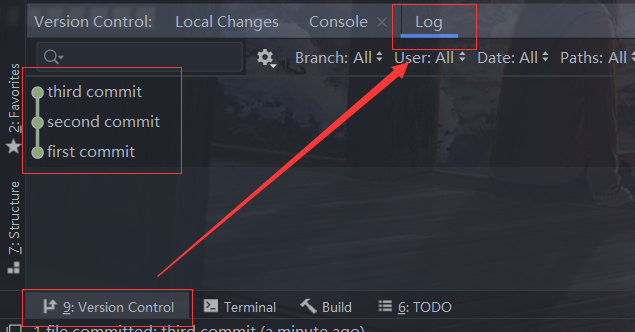 Version Control: Local Changes Console Log
Branch: All User: All Date: All Paths: All
third commit
second commit
first commit
2: Favorites
7: Structure
9: Version Control Terminal Build 6: TODO
1 file committed: third commit (a minute ago)